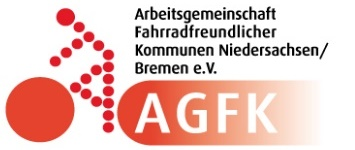 Arbeitsgemeinschaft
Fahrradfreundlicher
Kommunen Niedersachsen/
Bremen e.V.
AGFK